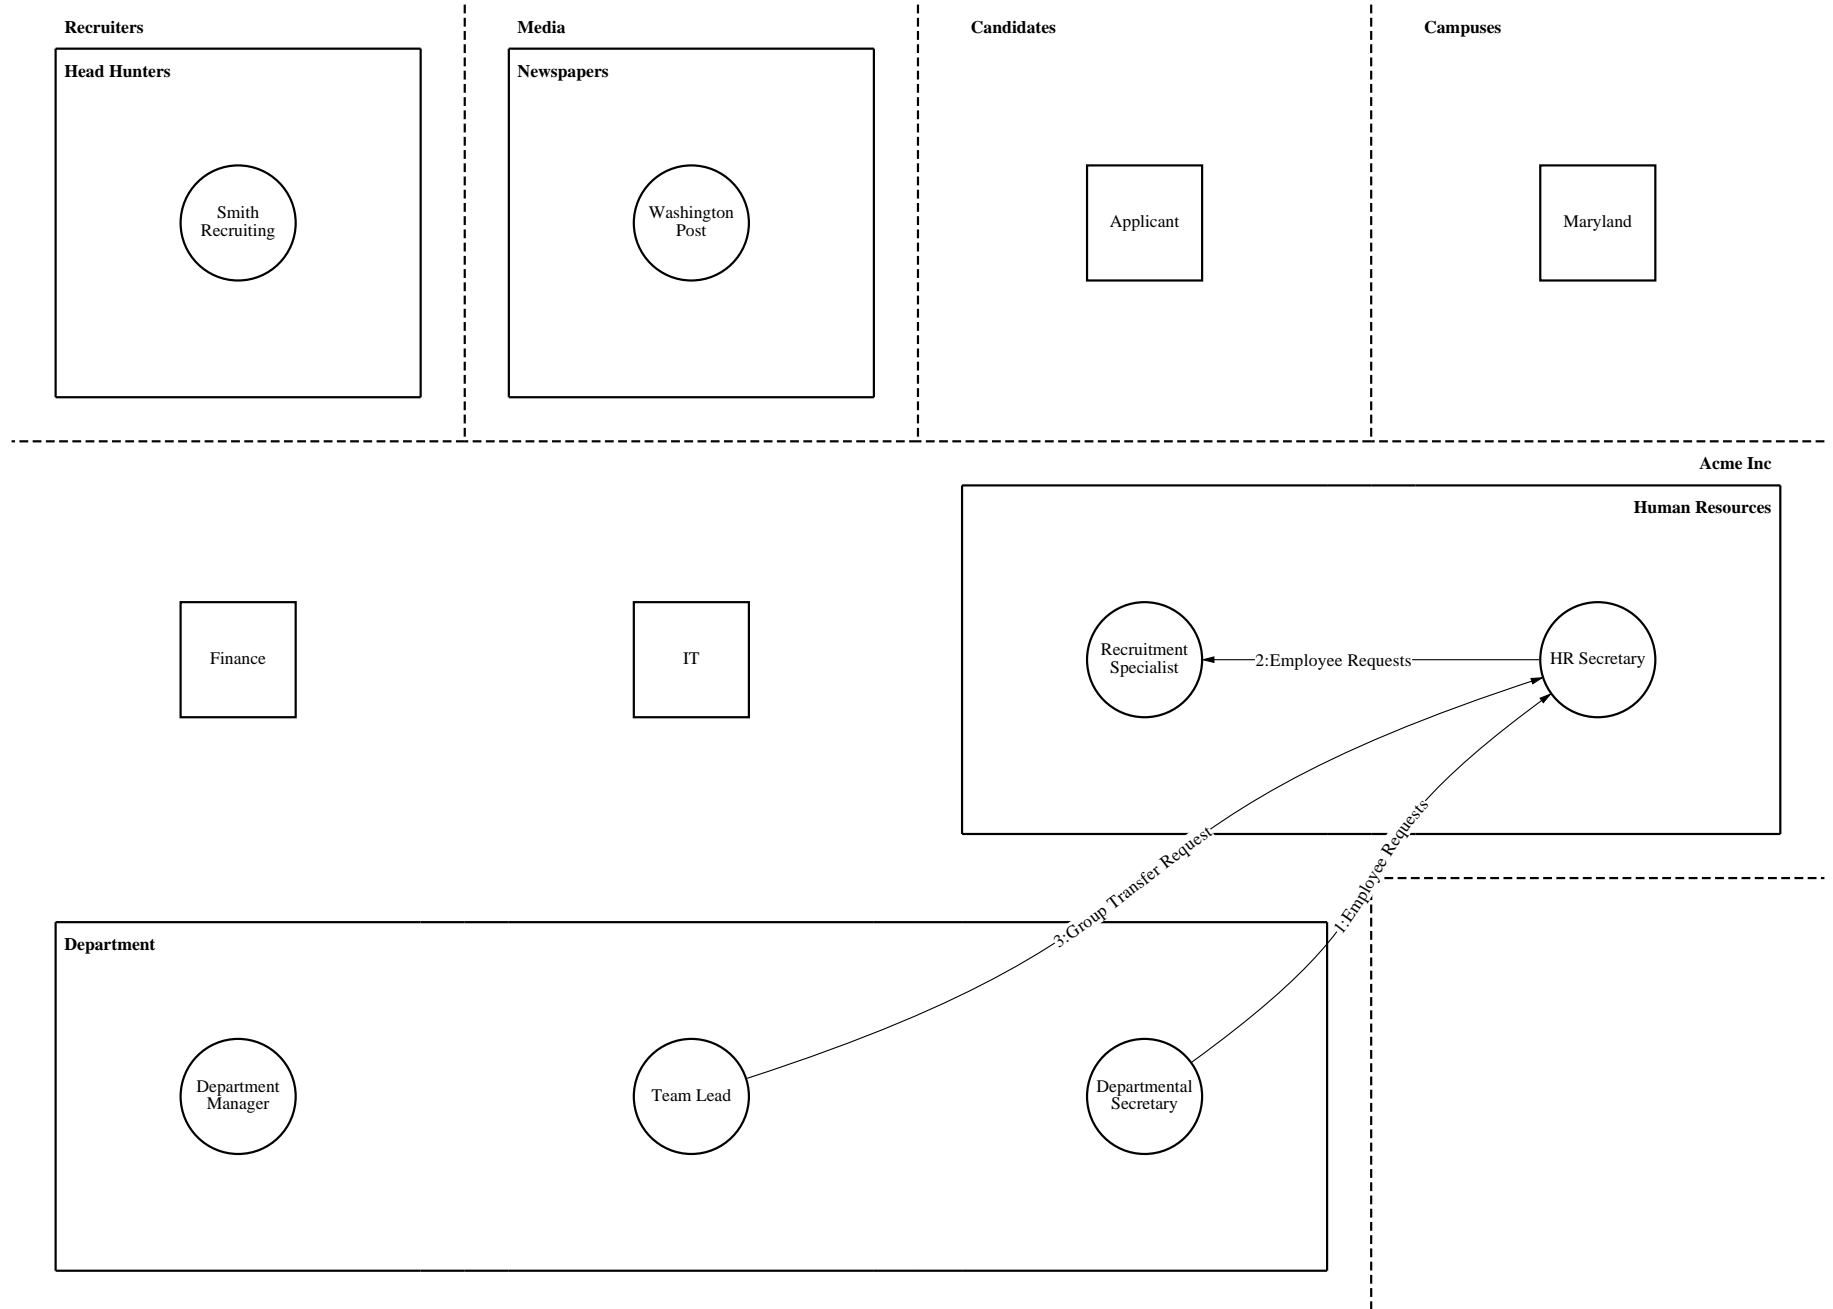 Recruiters
Media
Candidates
Campuses
Head Hunters
Newspapers
Smith
Recruiting
Washington
Post
Applicant
Maryland
Acme Inc
Human Resources
Finance
IT
Recruitment
Specialist
2:Employee Requests
HR Secretary
3:Group Transfer Request
1:Employee Requests
Department
Department
Manager
Team Lead
Departmental
Secretary